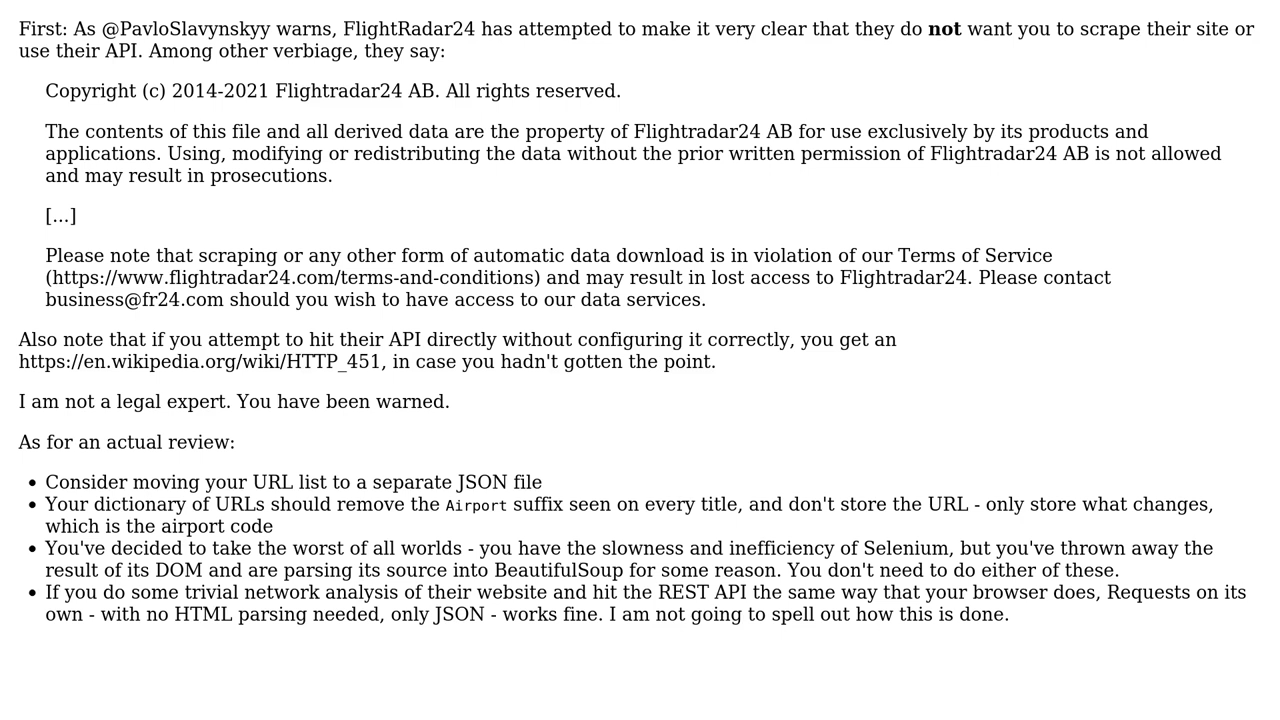 First: As @PavloSlavynskyy warns, FlightRadar24 has attempted to make it very clear that they do not want you to scrape their site or
use their API. Among other verbiage, they say:
Copyright (c) 2014-2021 Flightradar24 AB. All rights reserved.
The contents of this file and all derived data are the property of Flightradar24 AB for use exclusively by its products and
applications. Using, modifying or redistributing the data without the prior written permission of Flightradar24 AB is not allowed
and may result in prosecutions.
[...]
Please note that scraping or any other form of automatic data download is in violation of our Terms of Service
(https://www.flightradar24.com/terms-and-conditions) and may result in lost access to Flightradar24. Please contact
business@fr24.com should you wish to have access to our data services.
Also note that if you attempt to hit their API directly without configuring it correctly, you get an
https://en.wikipedia.org/wiki/HTTP_451, in case you hadn't gotten the point.
I am not a legal expert. You have been warned.
As for an actual review:
• Consider moving your URL list to a separate JSON file
• Your dictionary of URLs should remove the Airport suffix seen on every title, and don't store the URL - only store what changes,
which is the airport code
• You've decided to take the worst of all worlds - you have the slowness and inefficiency of Selenium, but you've thrown away the
result of its DOM and are parsing its source into BeautifulSoup for some reason. You don't need to do either of these.
• If you do some trivial network analysis of their website and hit the REST API the same way that your browser does, Requests on its
own - with no HTML parsing needed, only JSON - works fine. I am not going to spell out how this is done.